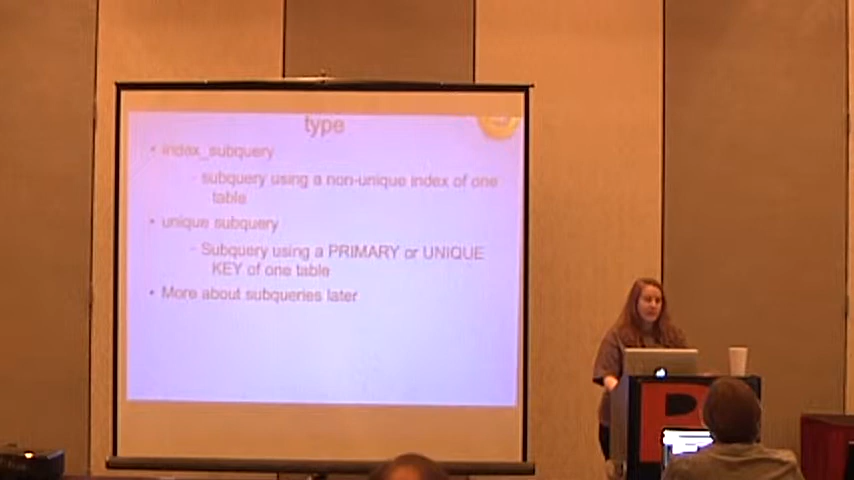 type
• index_subquery
- subquery using a non-unique index of one
table
• unique subquery
- Subquery using a PRIMARY or UNIQUE
KEY of one table
• More about subqueries later